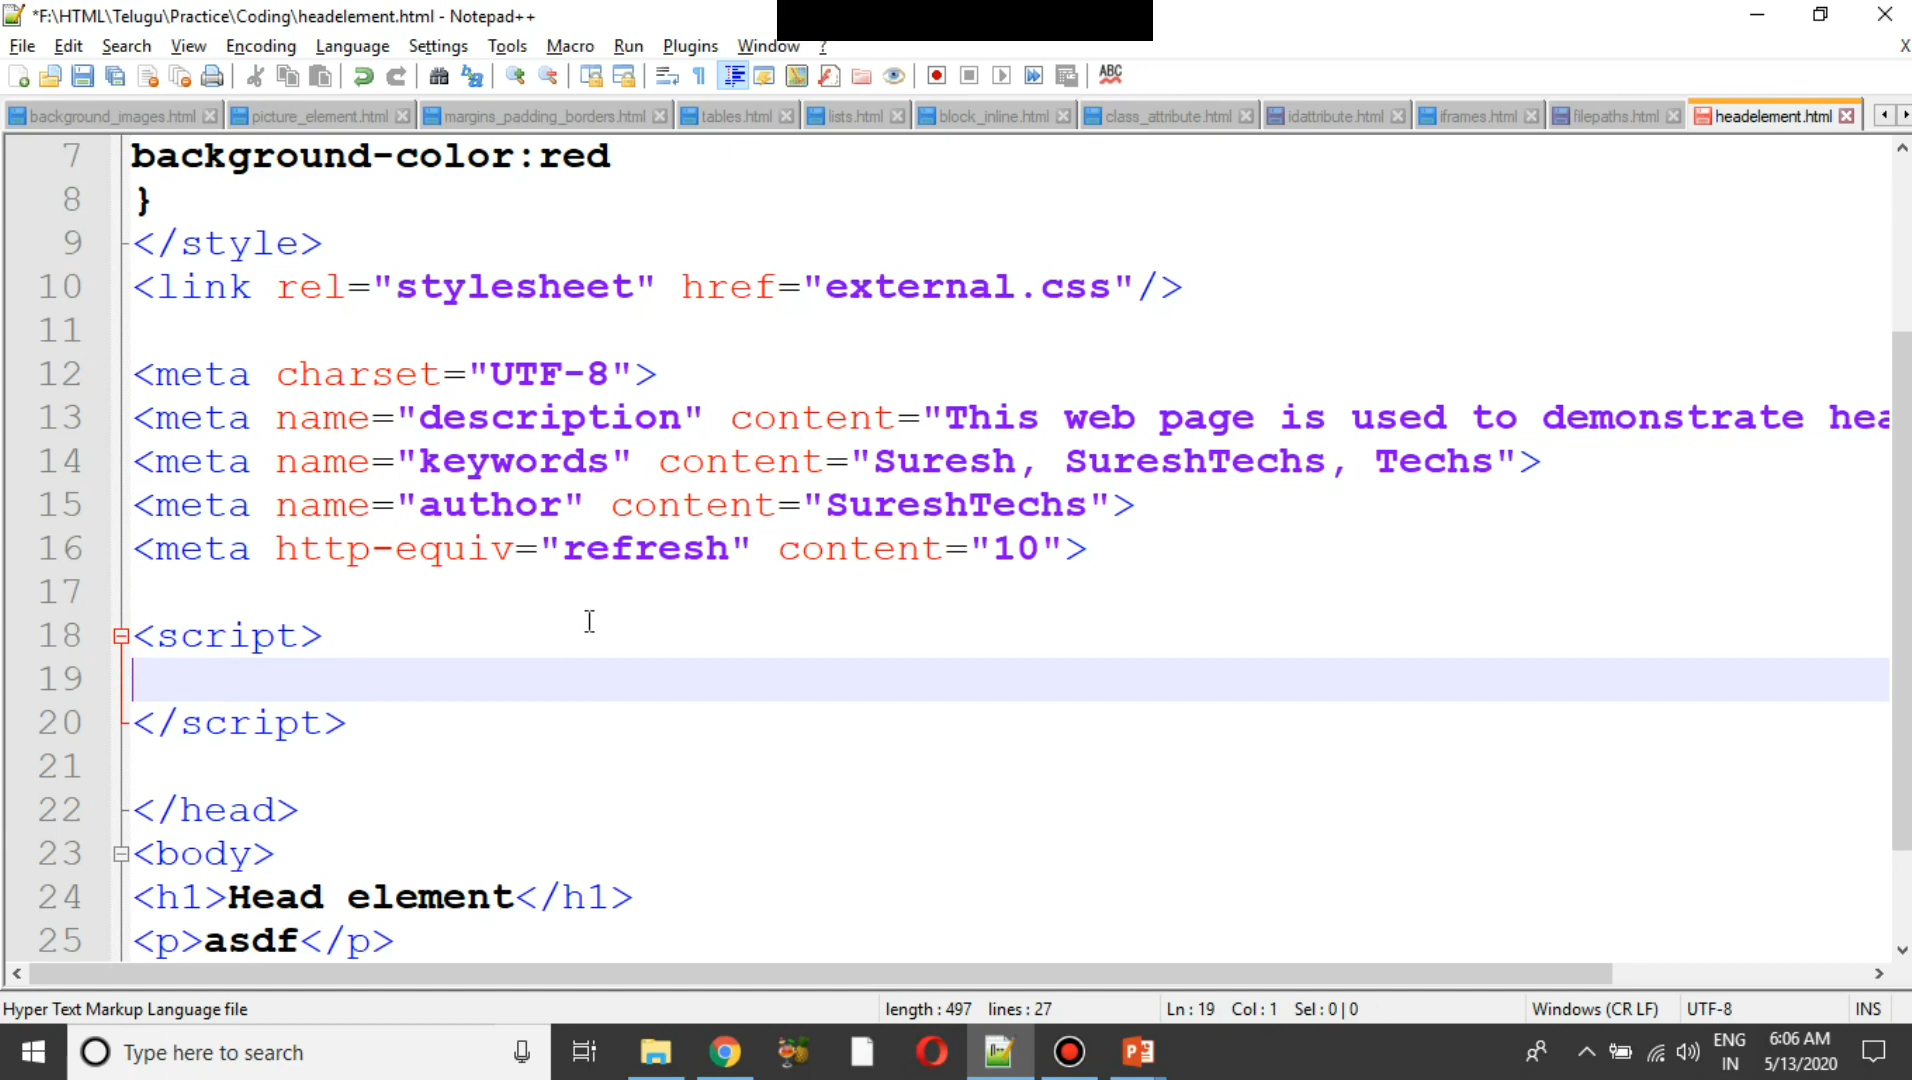 *F:\HTML\Telugu\Practice\Coding\headelement.html - Notepad++
File Edit Search View Encoding Language Settings Tools Macro Run Plugins Window ?
X
ABC
background_images.html picture_element.html margins_padding_borders.html tables.html lists.html block_inline.html class_attribute.html idattribute.html iframes.html filepaths.html headelement.html
7 background-color:red
8 }
9 </style>
10 <link rel="stylesheet" href="external.css"/>
11
12 <meta charset="UTF-8">
13 <meta name="description" content="This web page is used to demonstrate hea
14 <meta name="keywords" content="Suresh, SureshTechs, Techs">
15 <meta name="author" content="SureshTechs">
16 <meta http-equiv="refresh" content="10">
17
18 <script>
19
20 </script>
21
22 </head>
23 <body>
24 <h1>Head element</h1>
25 <p>asdf</p>
Hyper Text Markup Language file length : 497 lines : 27 Ln : 19 Col : 1 Sel : 0 | 0 Windows (CR LF) UTF-8 INS
Type here to search
ENG
IN
6:06 AM
5/13/2020